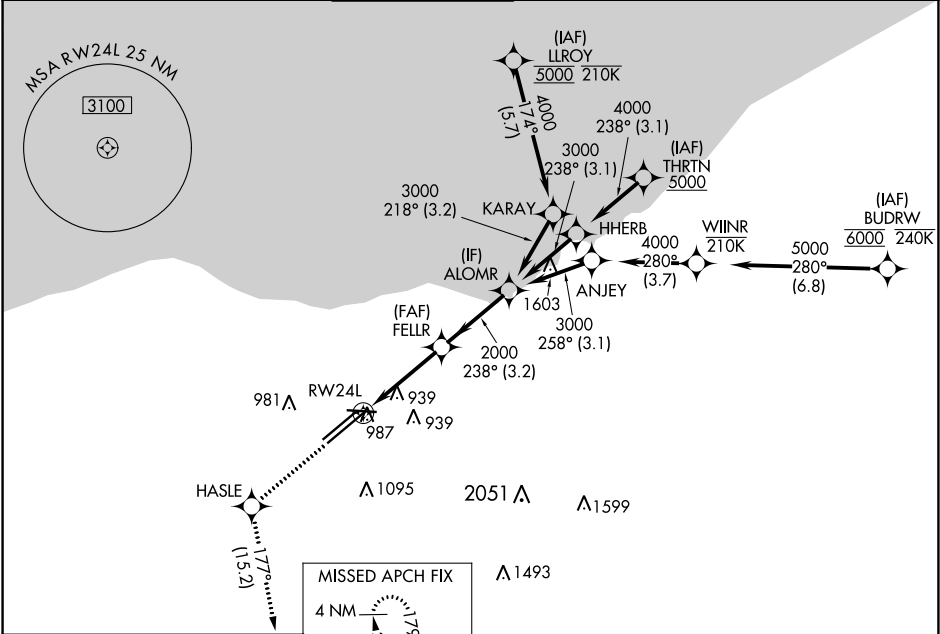 MSA RW24L 25 NM
3100
(IAF)
LLROY
5000 210K
4000
174°
(5.7)
4000
238° (3.1)
3000
238° (3.1)
(IAF)
THRTN
5000
3000
218° (3.2)
KARAY
HHERB
(IAF)
BUDRW
6000 240K
WIINR
210K
4000
280°
(3.7)
5000
280°
(6.8)
(IF)
ALOMR
ANJEY
1603
3000
258° (3.1)
(FAF)
FELLR
2000
238° (3.2)
981
RW24L
939
939
987
HASLE
1095
2051
1599
177°
(15.2)
1493
MISSED APCH FIX
4 NM
179